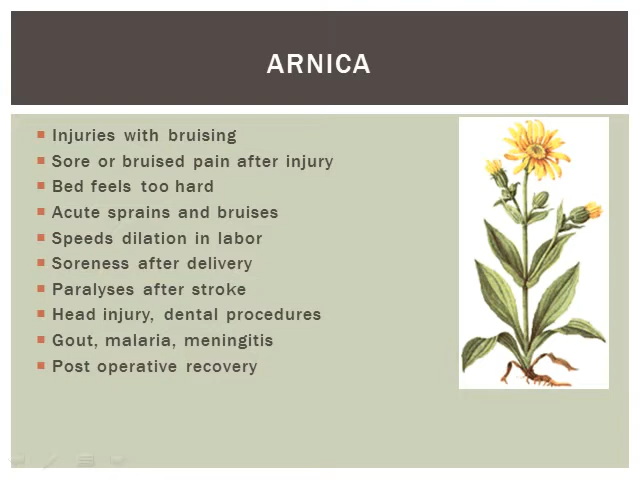 ARNICA
Injuries with bruising
Sore or bruised pain after injury
Bed feels too hard
Acute sprains and bruises
Speeds dilation in labor
Soreness after delivery
Paralyses after stroke
Head injury, dental procedures
Gout, malaria, meningitis
Post operative recovery